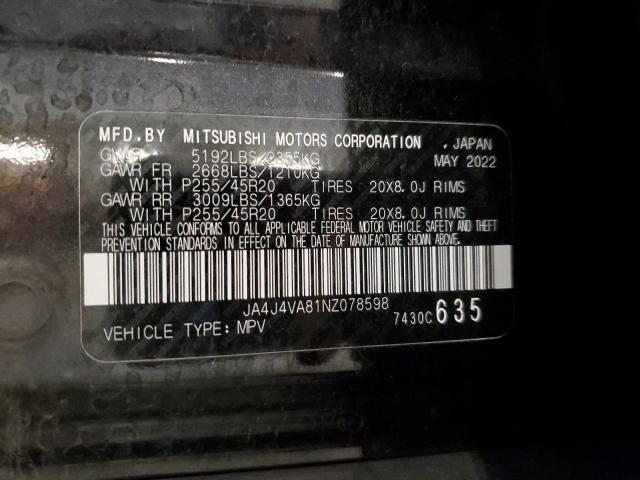 MFD.BY MITSUBISHI MOTORS CORPORATION , JAPAN
GVWR 5192LBS/2355KG MAY 2022
GAWR FR 2668LBS/1210KG
WITH P255/45R20 TIRES 20X8.0J RIMS
GAWR RR 3009LBS/1365KG
WITH P255/45R20 TIRES 20X8.0J RIMS
THIS VEHICLE CONFORMS TO ALL APPLICABLE FEDERAL MOTOR VEHICLE SAFETY AND THEFT
PREVENTION STANDARDS IN EFFECT ON THE DATE OF MANUFACTURE SHOWN ABOVE.
JA4J4VA81NZ078598
VEHICLE TYPE: MPV 7430C 635